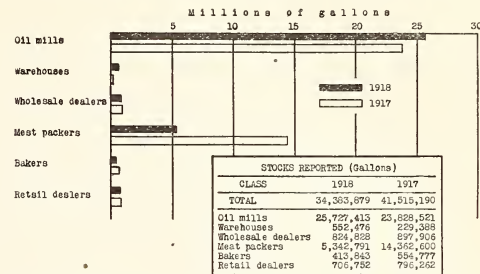 Millions of gallons
5 10 15 20 25 30
Oil mills
Warehouses
Wholesale dealers
Meat packers
Bakers
Retail dealers
1918
1917
STOCKS REPORTED (Gallons)
CLASS 1918 1917
TOTAL 34,383,879 41,515,190
Oil mills 25,727,413 23,828,521
Warehouses 552,476 229,388
Wholesale dealers 824,828 897,906
Meat packers 5,342,791 14,362,600
Bakers 413,843 554,777
Retail dealers 706,752 796,262